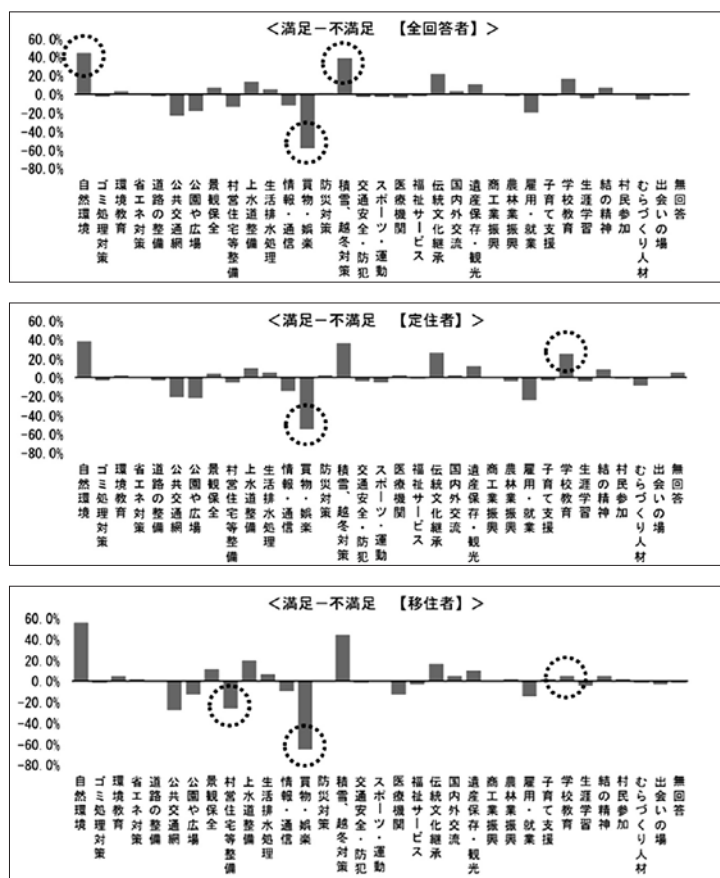 ＜満足－不満足　【全回答者】＞
60.0%
40.0%
20.0%
0.0%
-20.0%
-40.0%
-60.0%
-80.0%
自然環境
ゴミ処理対策
環境教育
省エネ対策
道路の整備
公共交通網
公園や広場
景観保全
村営住宅等整備
上水道整備
生活排水処理
情報・通信
買物・娯楽
防災対策
積雪、越冬対策
交通安全・防犯
スポーツ・運動
医療機関
福祉サービス
伝統文化継承
国内外交流
遺産保存・観光
商工業振興
農林業振興
雇用・就業
子育て支援
学校教育
生涯学習
結の精神
村民参加
むらづくり人材
出会いの場
無回答
＜満足－不満足　【定住者】＞
60.0%
40.0%
20.0%
0.0%
-20.0%
-40.0%
-60.0%
-80.0%
自然環境
ゴミ処理対策
環境教育
省エネ対策
道路の整備
公共交通網
公園や広場
景観保全
村営住宅等整備
上水道整備
生活排水処理
情報・通信
買物・娯楽
防災対策
積雪、越冬対策
交通安全・防犯
スポーツ・運動
医療機関
福祉サービス
伝統文化継承
国内外交流
遺産保存・観光
商工業振興
農林業振興
雇用・就業
子育て支援
学校教育
生涯学習
結の精神
村民参加
むらづくり人材
出会いの場
無回答
＜満足－不満足　【移住者】＞
60.0%
40.0%
20.0%
0.0%
-20.0%
-40.0%
-60.0%
-80.0%
自然環境
ゴミ処理対策
環境教育
省エネ対策
道路の整備
公共交通網
公園や広場
景観保全
村営住宅等整備
上水道整備
生活排水処理
情報・通信
買物・娯楽
防災対策
積雪、越冬対策
交通安全・防犯
スポーツ・運動
医療機関
福祉サービス
伝統文化継承
国内外交流
遺産保存・観光
商工業振興
農林業振興
雇用・就業
子育て支援
学校教育
生涯学習
結の精神
村民参加
むらづくり人材
出会いの場
無回答